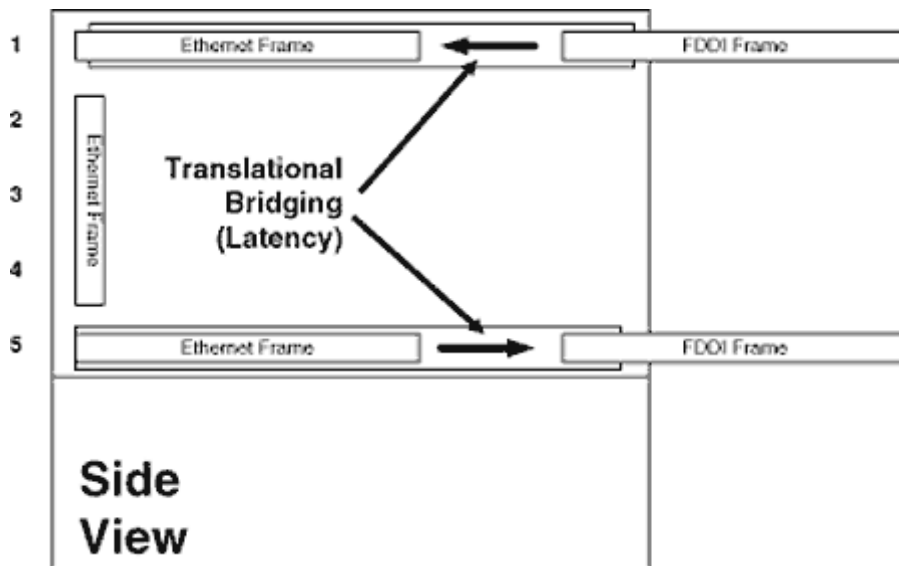 1
Ethernet Frame
FDDI Frame
2
Ethernet Frame
3
4
Translational
Bridging
(Latency)
5
Ethernet Frame
FDDI Frame
Side
View